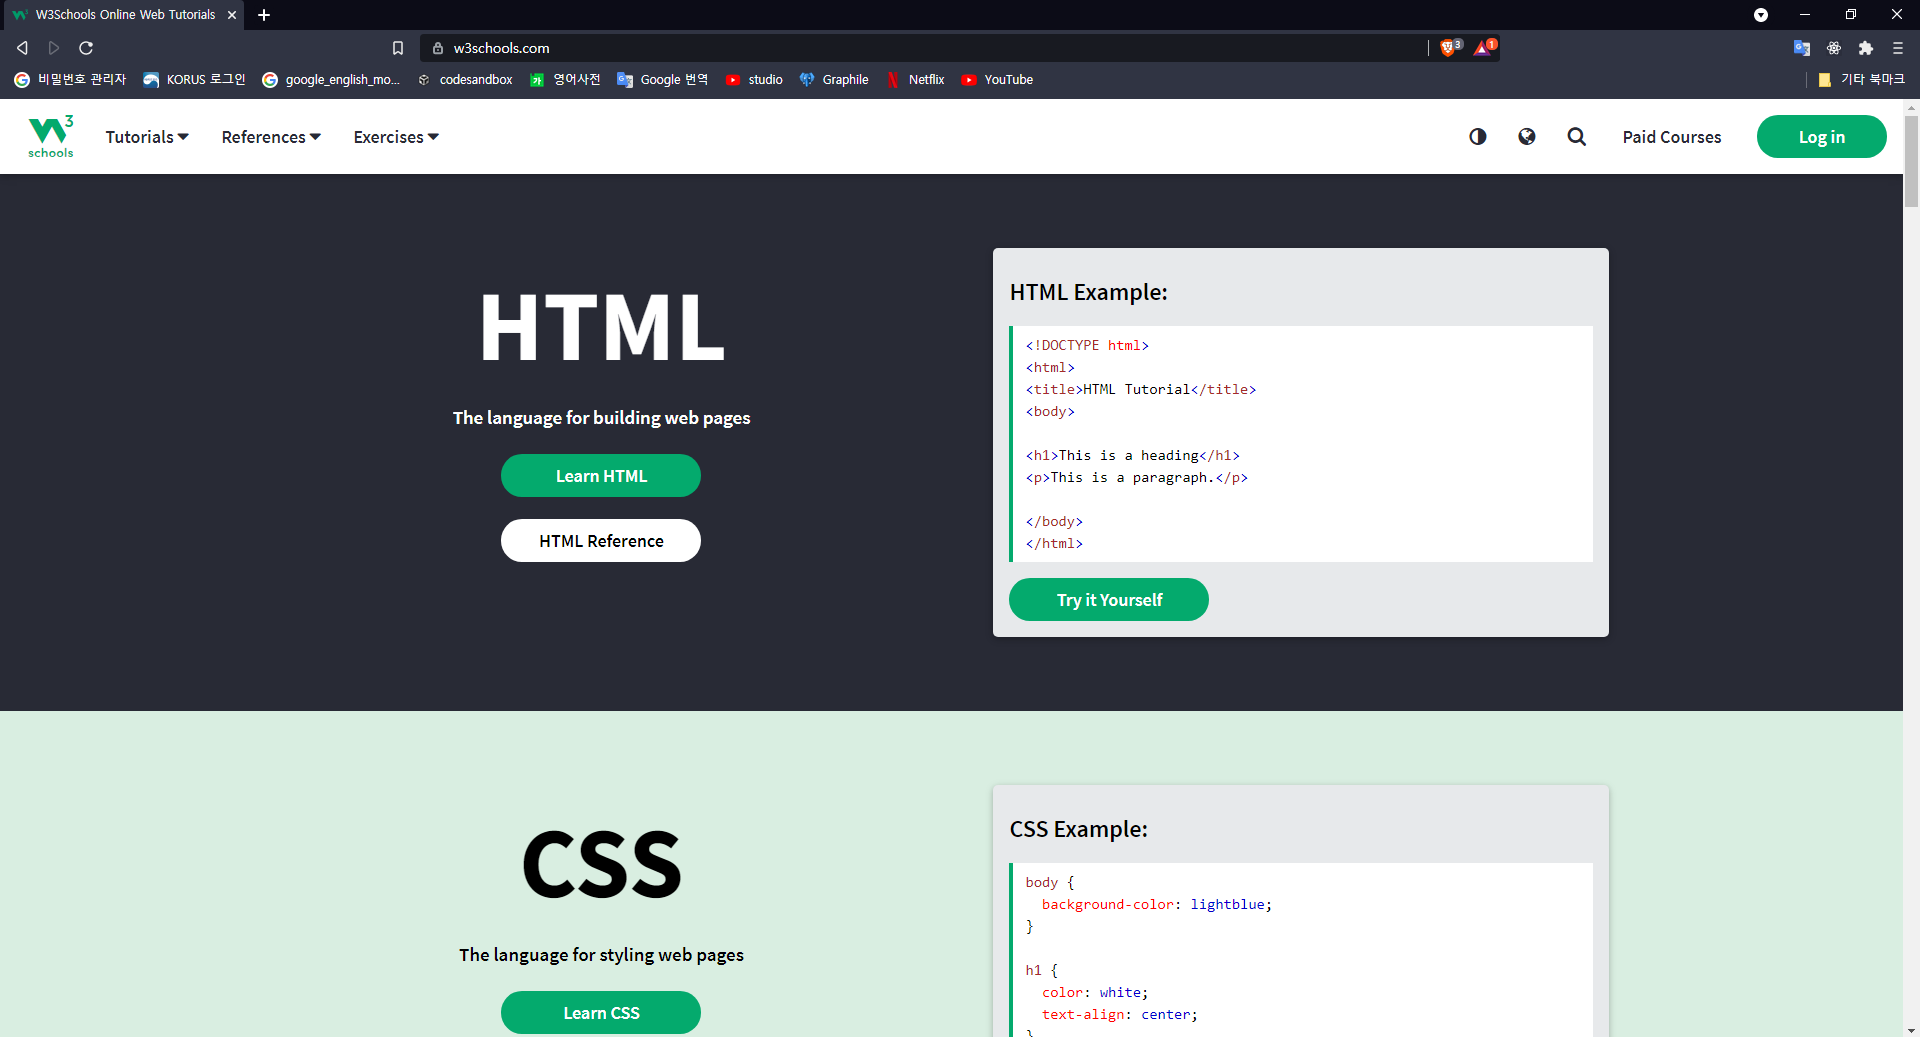 W3Schools Online Web Tutorials
w3schools.com
3
1
비밀번호 관리자 KORUS 로그인 google_english_mo... codesandbox 영어사전 Google 번역 studio Graphile Netflix YouTube 기타 북마크
W3 schools Tutorials References Exercises Paid Courses Log in
HTML
The language for building web pages
Learn HTML
HTML Reference
HTML Example:
<!DOCTYPE html>
<html>
<title>HTML Tutorial</title>
<body>
<h1>This is a heading</h1>
<p>This is a paragraph.</p>
</body>
</html>
Try it Yourself
CSS
The language for styling web pages
Learn CSS
CSS Example:
body {
background-color: lightblue;
}
h1 {
color: white;
text-align: center;
}